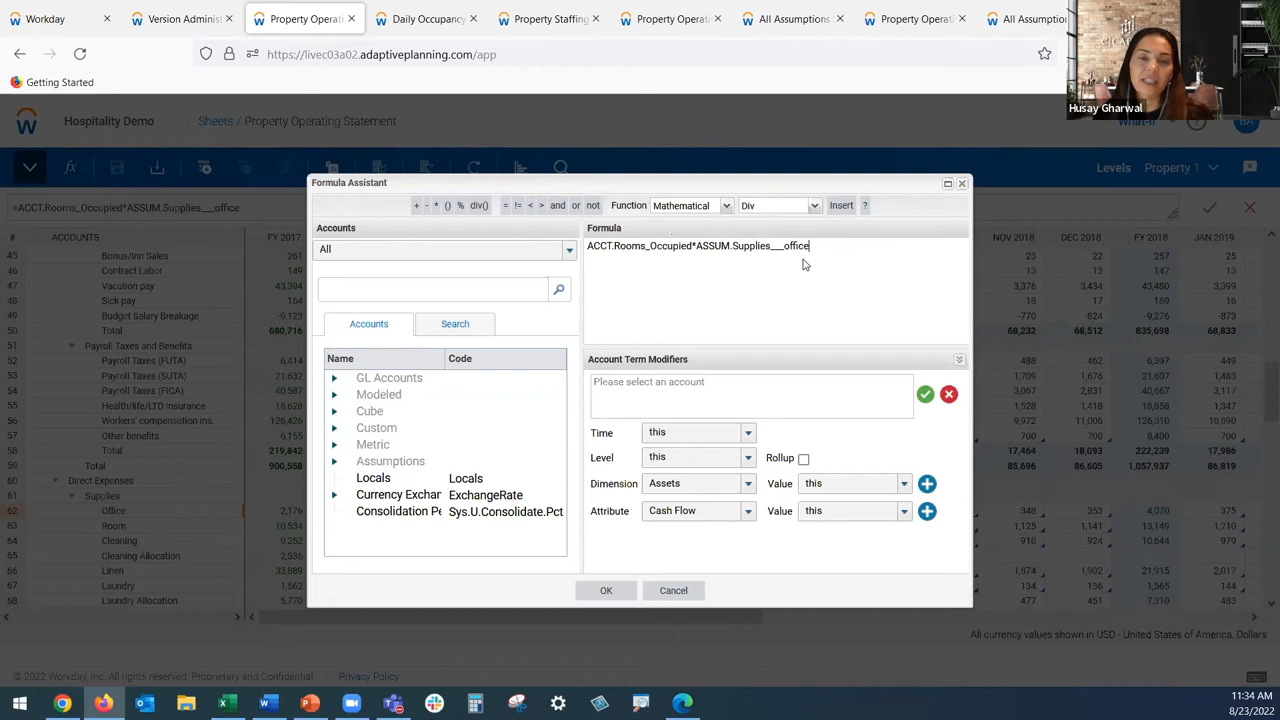 Workday
Version Administ
Property Operat
Daily Occupancy
Property Staffing
Property Operati
All Assumptions
Property Operati
All Assumption
https://livec03a02.adaptiveplanning.com/app
Getting Started
Husay Gharwal
Hospitality Demo
Sheets / Property Operating Statement
What-if
BA
fx
Levels Property 1
=ACCT.Rooms_Occupied*ASSUM.Supplies___office
Formula Assistant
+ - * () % div() = != < > and or not Function Mathematical Div Insert ?
Accounts
All
Accounts Search
Name Code
GL Accounts
Modeled
Cube
Custom
Metric
Assumptions
Locals Locals
Currency Exchan ExchangeRate
Consolidation Pe Sys.U.Consolidate.Pct
Formula
ACCT.Rooms_Occupied*ASSUM.Supplies___office
Account Term Modifiers
Please select an account
Time this
Level this Rollup
Dimension Assets Value this
Attribute Cash Flow Value this
OK Cancel
# ACCOUNTS FY 2017 NOV 2018 DEC 2018 FY 2018 JAN 2019
45 Bonus/Inn Sales 261 23 22 257 25
46 Contract Labor 149 13 13 147 13
47 Vacation pay 43,394 3,434 3,286 43,480 3,399
48 Sick pay 164 18 17 169 16
49 Budget Salary Breakage -9,123 -770 -824 -9,276 -873
50 Total 680,716 68,232 68,512 835,698 68,833
51 Payroll Taxes and Benefits
52 Payroll Taxes (FUTA) 6,414 488 462 6,397 449
53 Payroll Taxes (SUTA) 21,632 1,710 1,676 21,607 1,483
54 Payroll Taxes (FICA) 40,587 3,067 2,831 40,667 3,117
55 Health/life/LTD Insurance 18,628 1,528 1,418 18,858 1,347
56 Workers' compensation ins. 126,426 9,972 11,006 126,310 10,890
57 Other benefits 6,155 700 700 8,400 700
58 Total 219,842 17,464 18,093 222,239 17,986
59 Total 900,558 85,696 86,605 1,057,937 86,819
60 Direct Expenses
61 Supplies
62 Office 2,176 348 353 4,070 375
63 Room 10,534 1,125 1,141 13,149 1,209
64 Cleaning 9,252 910 924 10,644 979
65 Cleaning Allocation 2,535
66 Linen 33,889 1,874 1,902 21,915 2,017
67 Laundry 1,562 134 136 1,565 144
68 Laundry Allocation 5,770 477 451 7,310 483
All currency values shown in USD - United States of America, Dollars
© 2022 Workday, Inc. All rights reserved. Proprietary and Confidential. Privacy Policy
11:34 AM
8/23/2022